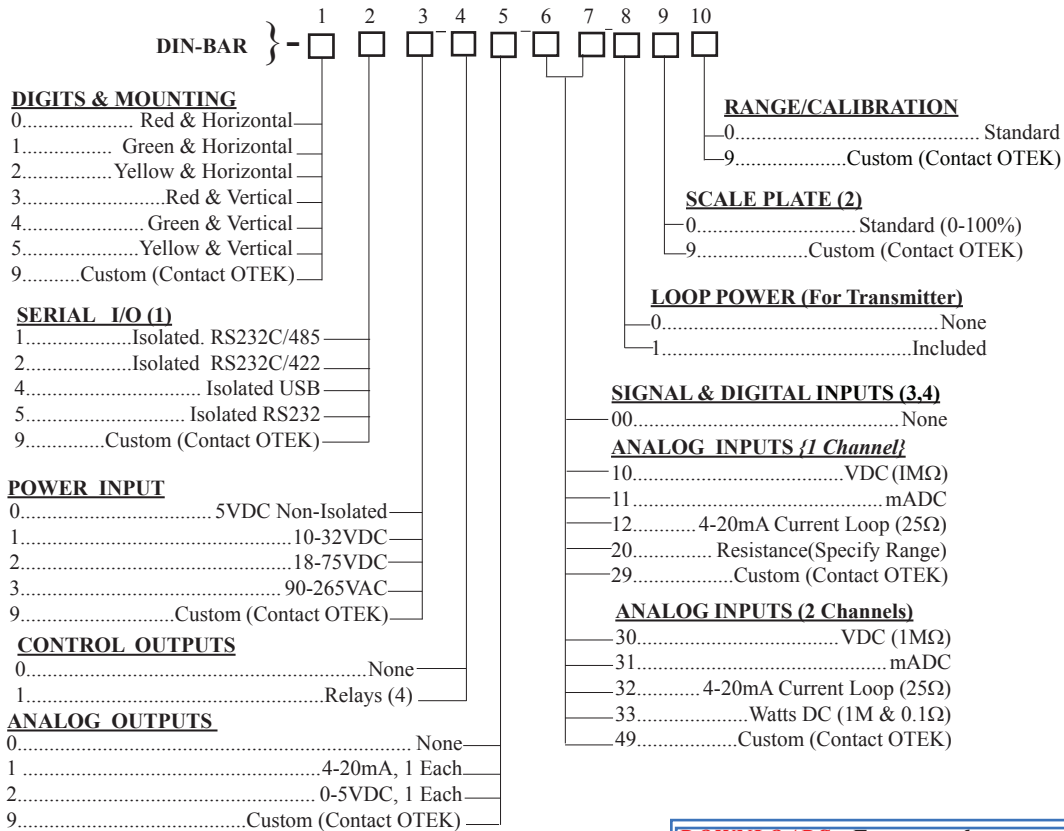 1 2 3 4 5 6 7 8 9 10
DIN-BAR } - - - - -
DIGITS & MOUNTING
0..................... Red & Horizontal
1................ Green & Horizontal
2...............Yellow & Horizontal
3..........................Red & Vertical
4.......................Green & Vertical
5.....................Yellow & Vertical
9...........Custom (Contact OTEK)
SERIAL I/O (1)
1....................Isolated. RS232C/485
2....................Isolated RS232C/422
4................................. Isolated USB
5............................... Isolated RS232
9...............Custom (Contact OTEK)
POWER INPUT
0.................................... 5VDC Non-Isolated
1.................................................10-32VDC
2.................................................18-75VDC
3............................................... 90-265VAC
9.............................Custom (Contact OTEK)
CONTROL OUTPUTS
0...........................................................None
1....................................................Relays (4)
ANALOG OUTPUTS
0.................................................................... None
1 ....................................................4-20mA, 1 Each
2.................................................... 0-5VDC, 1 Each
9.......................................Custom (Contact OTEK)
RANGE/CALIBRATION
0......................................... Standard
9.....................Custom (Contact OTEK)
SCALE PLATE (2)
0............................ Standard (0-100%)
9.....................Custom (Contact OTEK)
LOOP POWER (For Transmitter)
0..............................................None
1.........................................Included
SIGNAL & DIGITAL INPUTS (3,4)
00................................................None
ANALOG INPUTS {1 Channel}
10.......................................VDC (IMΩ)
11..............................................mADC
12...........4-20mA Current Loop (25Ω)
20............. Resistance(Specify Range)
29.................Custom (Contact OTEK)
ANALOG INPUTS (2 Channels)
30......................................VDC (1MΩ)
31..............................................mADC
32............4-20mA Current Loop (25Ω)
33.......................Watts DC (1M & 0.1Ω)
49....................Custom (Contact OTEK)